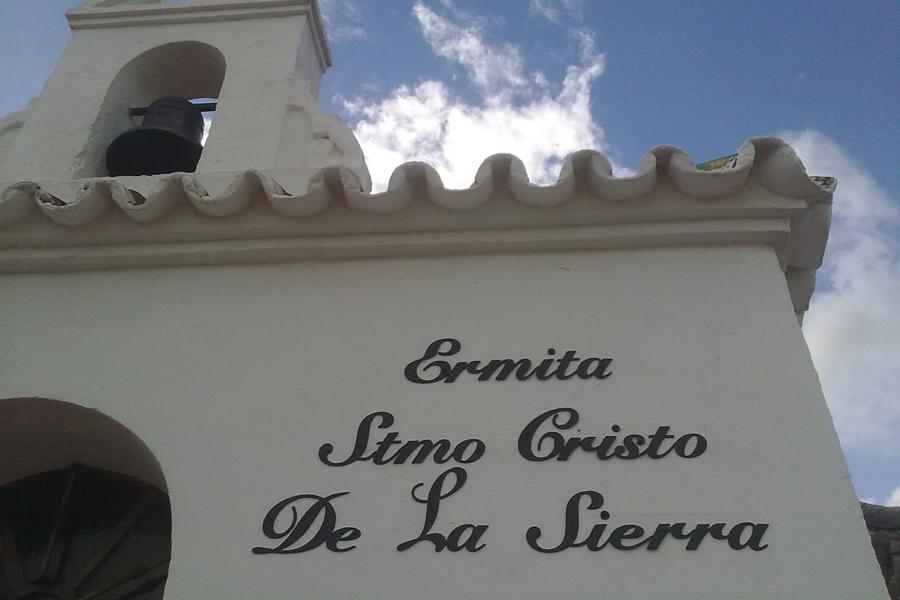 Ermita
Stmo Cristo
De La Sierra